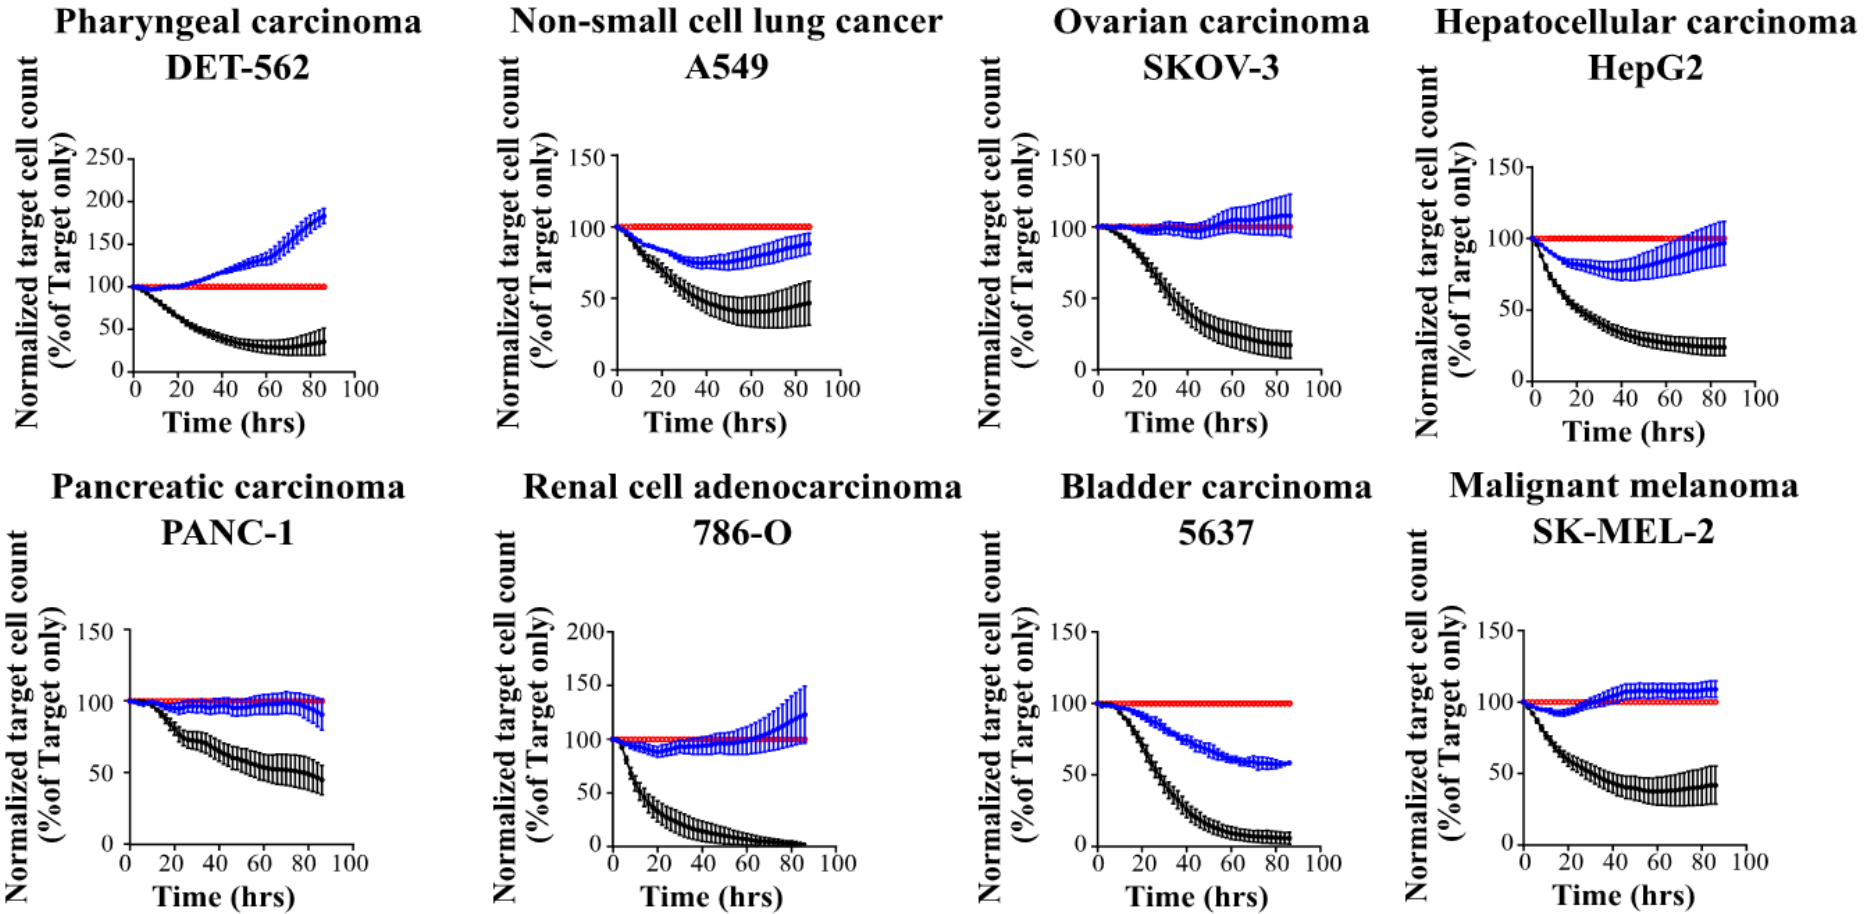 Pharyngeal carcinoma
DET-562
Normalized target cell count
(%of Target only)
250
200
150
100
50
0
0 20 40 60 80 100
Time (hrs)
Non-small cell lung cancer
A549
Normalized target cell count
(%of Target only)
150
100
50
0
0 20 40 60 80 100
Time (hrs)
Ovarian carcinoma
SKOV-3
Normalized target cell count
(%of Target only)
150
100
50
0
0 20 40 60 80 100
Time (hrs)
Hepatocellular carcinoma
HepG2
Normalized target cell count
(%of Target only)
150
100
50
0
0 20 40 60 80 100
Time (hrs)
Pancreatic carcinoma
PANC-1
Normalized target cell count
(%of Target only)
150
100
50
0
0 20 40 60 80 100
Time (hrs)
Renal cell adenocarcinoma
786-O
Normalized target cell count
(%of Target only)
200
150
100
50
0
0 20 40 60 80 100
Time (hrs)
Bladder carcinoma
5637
Normalized target cell count
(%of Target only)
150
100
50
0
0 20 40 60 80 100
Time (hrs)
Malignant melanoma
SK-MEL-2
Normalized target cell count
(%of Target only)
150
100
50
0
0 20 40 60 80 100
Time (hrs)